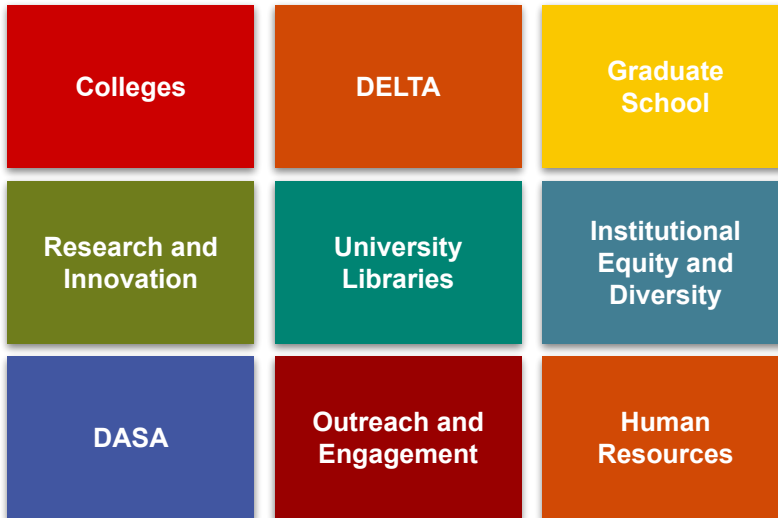 Colleges
DELTA
Graduate
School
Research and
Innovation
University
Libraries
Institutional
Equity and
Diversity
DASA
Outreach and
Engagement
Human
Resources